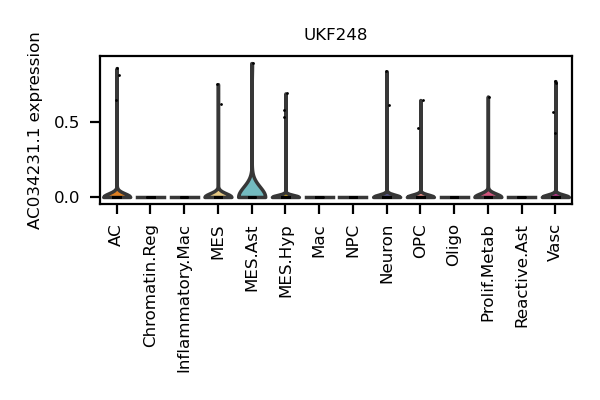 UKF248
AC034231.1 expression
0.5
0.0
AC
Chromatin.Reg
Inflammatory.Mac
MES
MES.Ast
MES.Hyp
Mac
NPC
Neuron
OPC
Oligo
Prolif.Metab
Reactive.Ast
Vasc